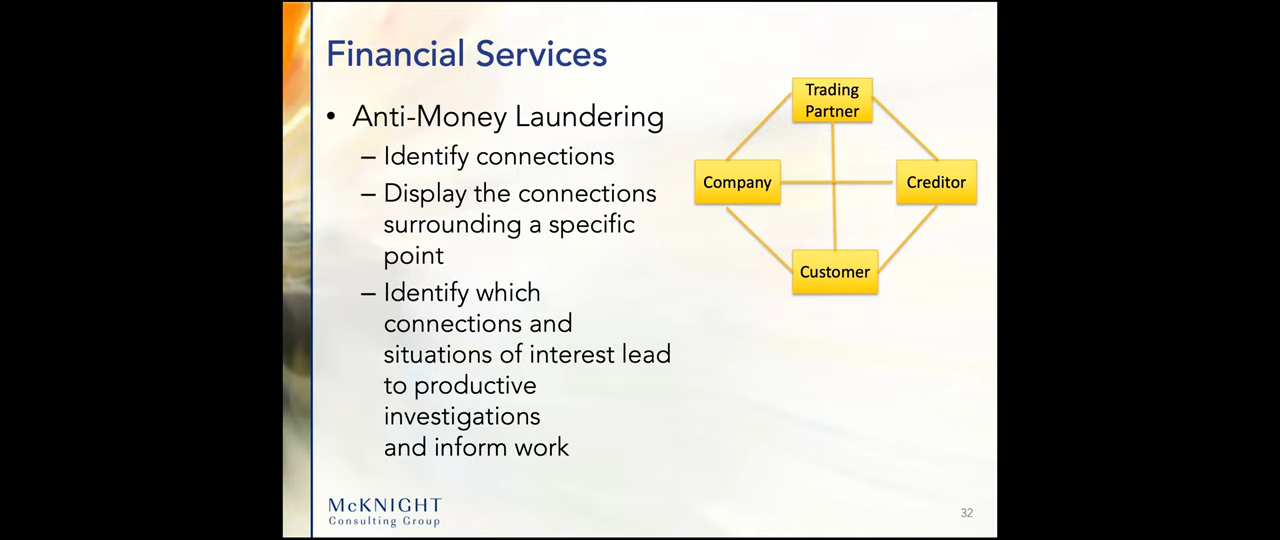 Financial Services
• Anti-Money Laundering
– Identify connections
– Display the connections
surrounding a specific
point
– Identify which
connections and
situations of interest lead
to productive
investigations
and inform work
Trading
Partner
Company
Creditor
Customer
McKNIGHT
Consulting Group
32